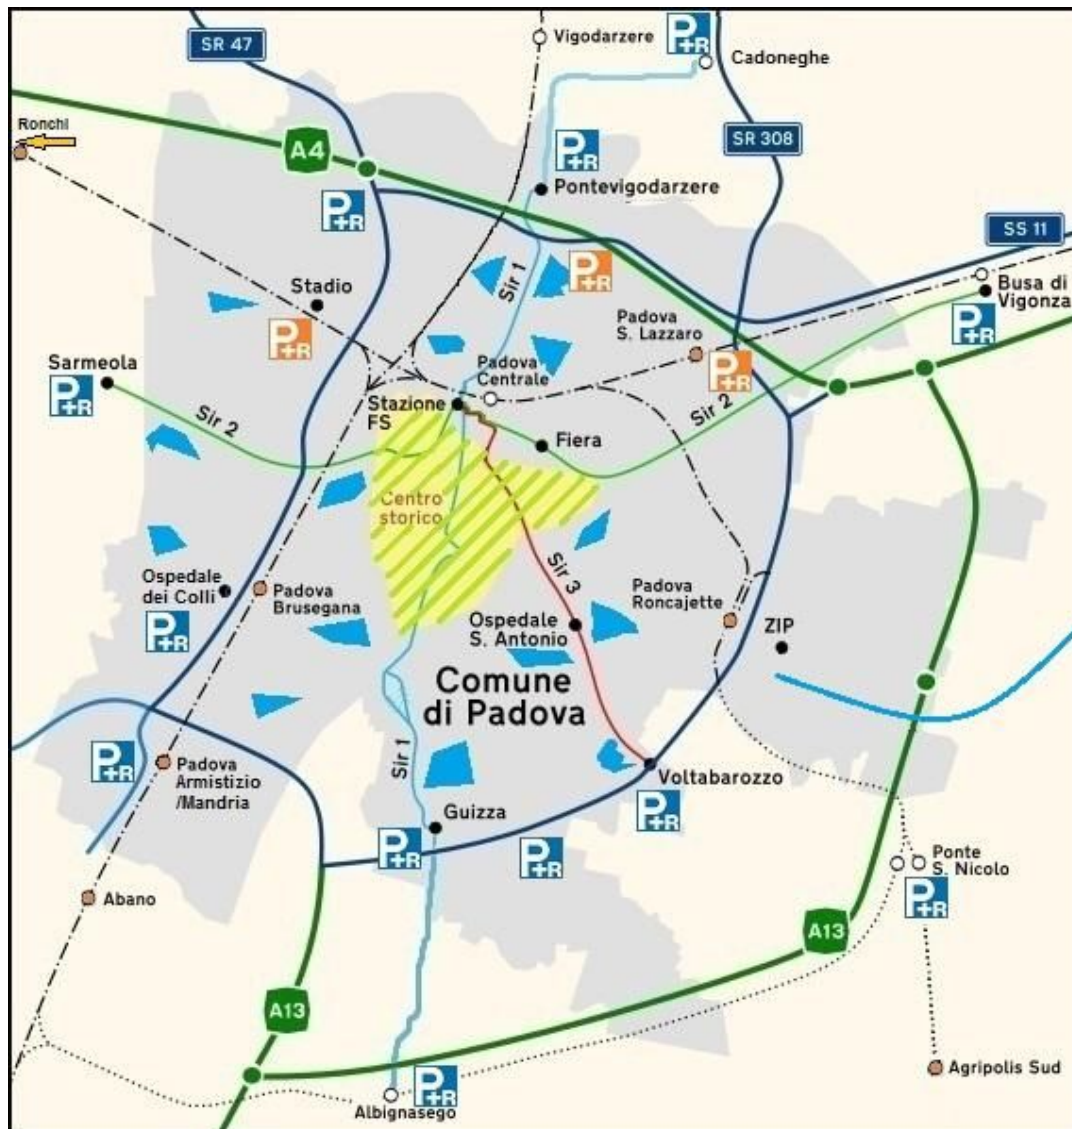 SR 47
Vigodarzere
P+R
Cadoneghe
Ronchi
A4
P+R
SR 308
P+R
Pontevigodarzere
SS 11
Sir 1
P+R
Busa di
Vigonza
Stadio
P+R
Padova
S. Lazzaro
P+R
P+R
Sarmeola
P+R
Padova
Centrale
Stazione
FS
Sir 2
Sir 2
Fiera
Centro
storico
Sir 3
Ospedale
dei Colli
P+R
Padova
Brusegana
Padova
Roncajette
Ospedale
S. Antonio
ZIP
Comune
di Padova
Sir 1
P+R
Padova
Armistizio
/Mandria
Voltabarozzo
P+R
Guizza
P+R
P+R
Ponte
S. Nicolo
P+R
Abano
A13
A13
Agripolis Sud
P+R
Albignasego